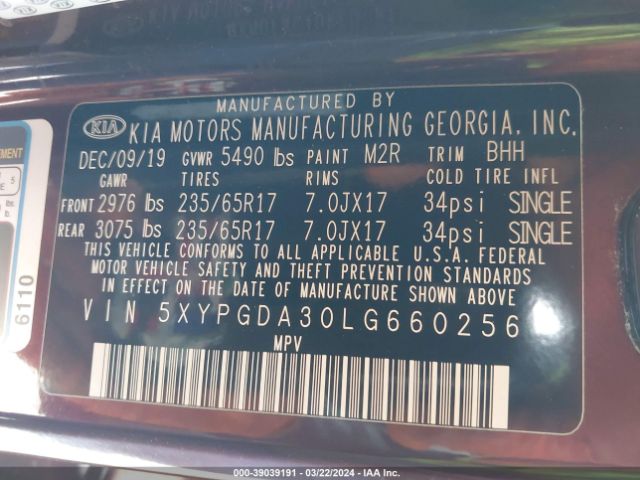 MANUFACTURED BY
KIA KIA MOTORS MANUFACTURING GEORGIA, INC.
DEC/09/19 GVWR 5490 lbs PAINT M2R TRIM BHH
GAWR TIRES RIMS COLD TIRE INFL
FRONT 2976 lbs 235/65R17 7.0JX17 34psi SINGLE
REAR 3075 lbs 235/65R17 7.0JX17 34psi SINGLE
THIS VEHICLE CONFORMS TO ALL APPLICABLE U.S.A. FEDERAL
MOTOR VEHICLE SAFETY AND THEFT PREVENTION STANDARDS
IN EFFECT ON THE DATE OF MANUFACTURE SHOWN ABOVE
VIN 5XYPGDA30LG660256
MPV
6110
000-39039191 - 03/22/2024 - IAA Inc.